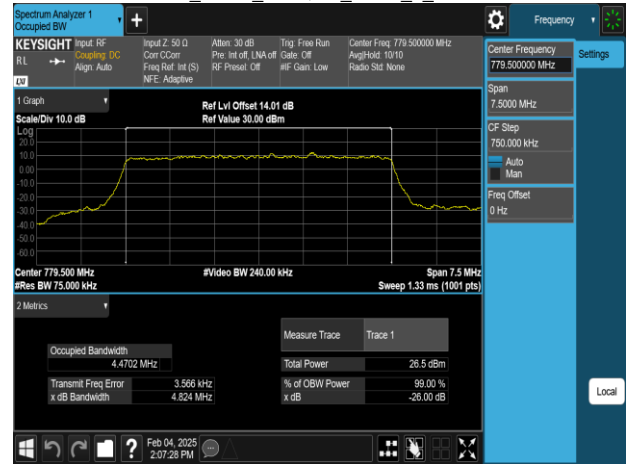 Spectrum Analyzer 1
Occupied BW
+
Frequency
KEYSIGHT
RL
LXI
Input: RF
Coupling: DC
Align: Auto
Input Z: 50 Ω
Corr CCorr
Freq Ref: Int (S)
NFE: Adaptive
Atten: 30 dB
Pre: Int off, LNA off
RF Presel: Off
Trig: Free Run
Gate: Off
#IF Gain: Low
Center Freq: 779.500000 MHz
Avg|Hold: 10/10
Radio Std: None
Center Frequency
779.500000 MHz
Settings
Span
7.5000 MHz
CF Step
750.000 kHz
Auto
Man
Freq Offset
0 Hz
Local
1 Graph
Scale/Div 10.0 dB
Ref Lvl Offset 14.01 dB
Ref Value 30.00 dBm
Log
20.0
10.0
0.00
-10.0
-20.0
-30.0
-40.0
-50.0
-60.0
Center 779.500 MHz
#Video BW 240.00 kHz
Span 7.5 MHz
#Res BW 75.000 kHz
Sweep 1.33 ms (1001 pts)
2 Metrics
Measure Trace
Trace 1
Occupied Bandwidth
4.4702 MHz
Total Power
26.5 dBm
Transmit Freq Error
3.566 kHz
% of OBW Power
99.00 %
x dB Bandwidth
4.824 MHz
x dB
-26.00 dB
?
Feb 04, 2025
2:07:28 PM